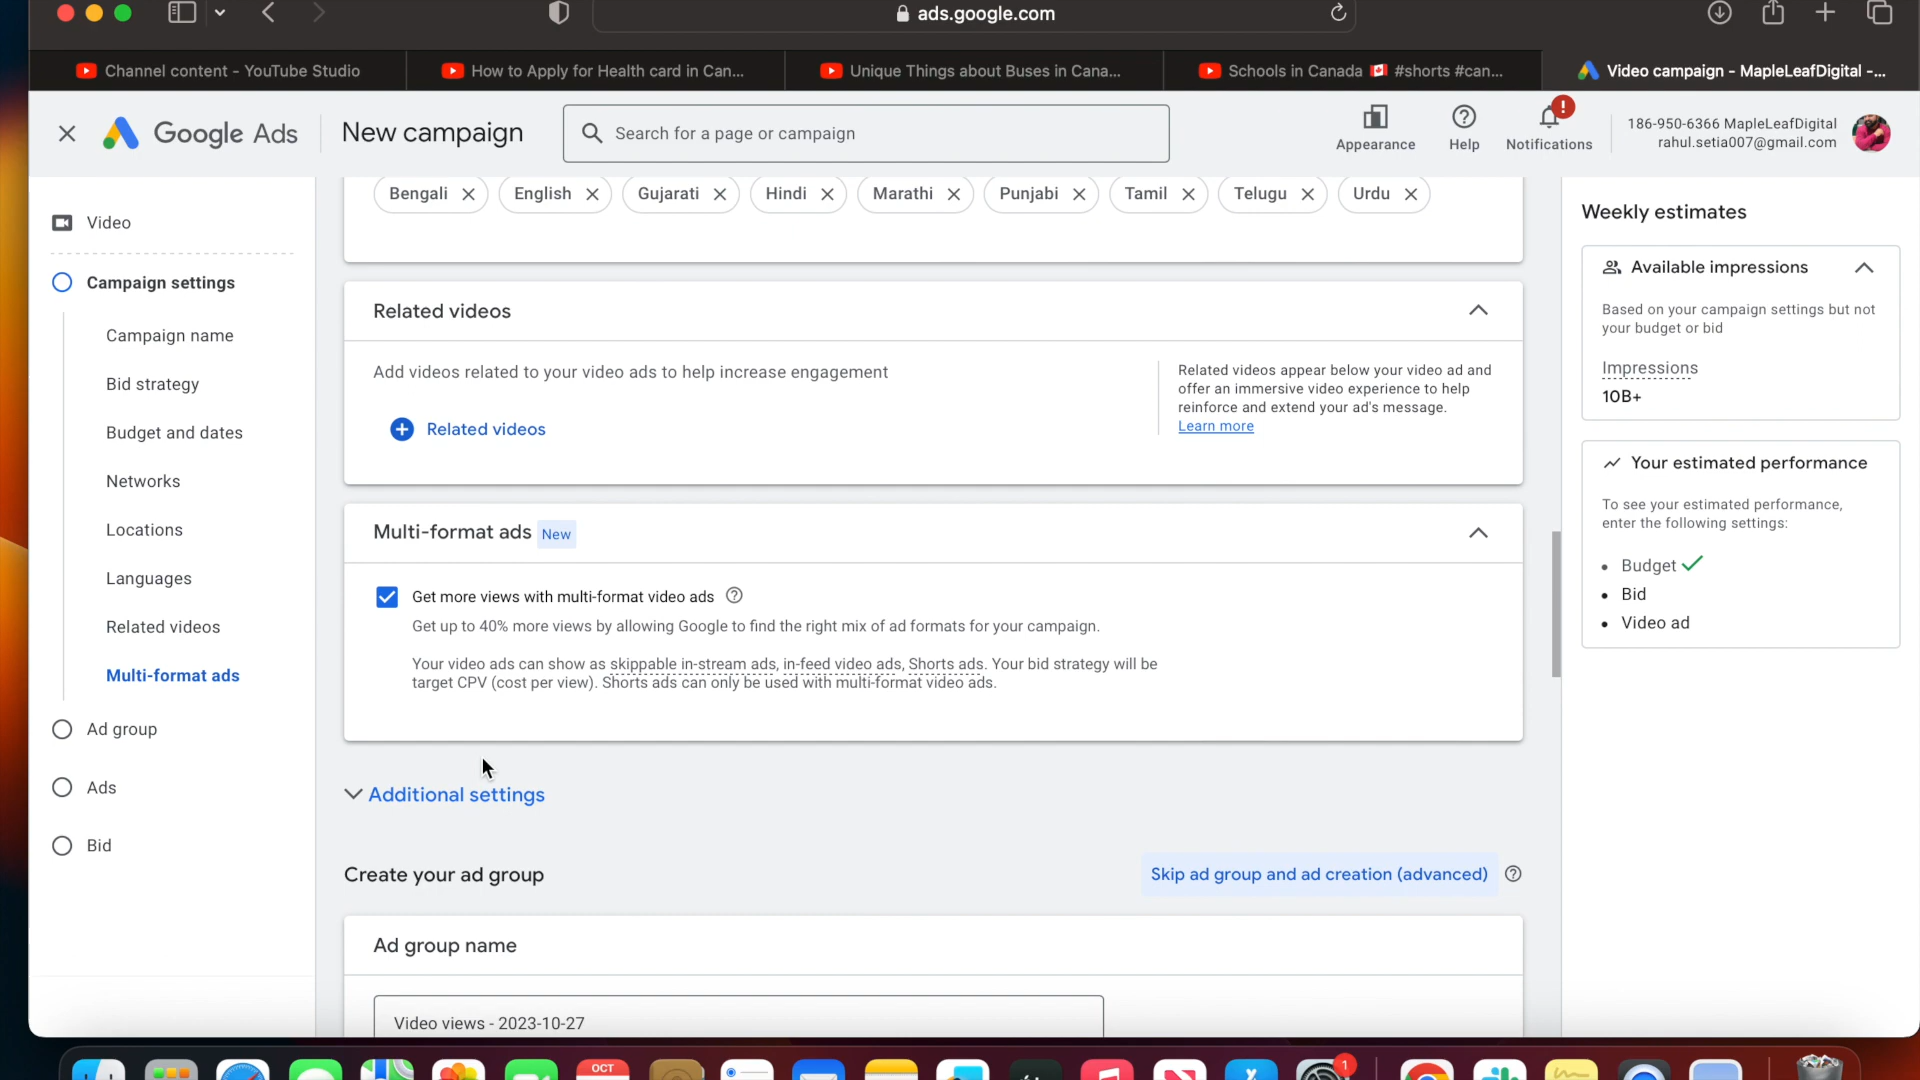 ads.google.com
Channel content - YouTube Studio
How to Apply for Health card in Can...
Unique Things about Buses in Cana...
Schools in Canada 🇨🇦 #shorts #can...
Video campaign - MapleLeafDigital -...
Google Ads
New campaign
Search for a page or campaign
Appearance
Help
!
Notifications
186-950-6366 MapleLeafDigital
rahul.setia007@gmail.com
Video
Campaign settings
Campaign name
Bid strategy
Budget and dates
Networks
Locations
Languages
Related videos
Multi-format ads
Ad group
Ads
Bid
Bengali
English
Gujarati
Hindi
Marathi
Punjabi
Tamil
Telugu
Urdu
Related videos
Add videos related to your video ads to help increase engagement
Related videos
Related videos appear below your video ad and
offer an immersive video experience to help
reinforce and extend your ad's message.
Learn more
Multi-format ads New
Get more views with multi-format video ads
Get up to 40% more views by allowing Google to find the right mix of ad formats for your campaign.
Your video ads can show as skippable in-stream ads, in-feed video ads, Shorts ads. Your bid strategy will be
target CPV (cost per view). Shorts ads can only be used with multi-format video ads.
Additional settings
Create your ad group
Skip ad group and ad creation (advanced)
Ad group name
Video views - 2023-10-27
Weekly estimates
Available impressions
Based on your campaign settings but not
your budget or bid
Impressions
10B+
Your estimated performance
To see your estimated performance,
enter the following settings:
• Budget
• Bid
• Video ad
OCT
1